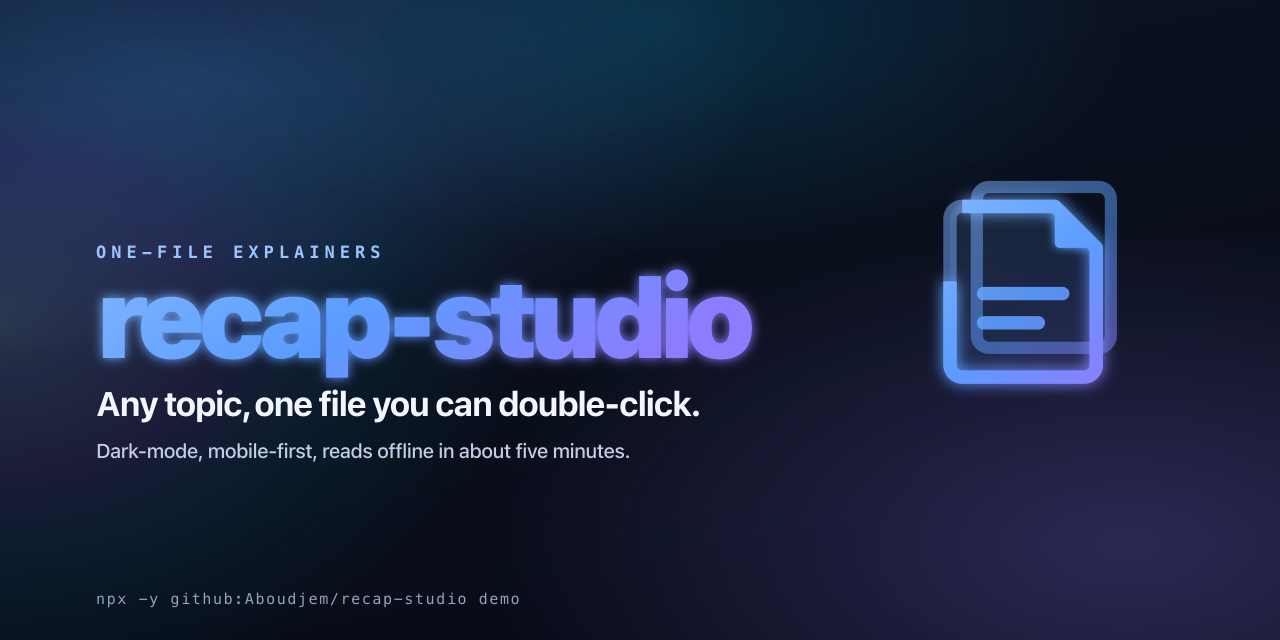 ONE–FILE EXPLAINERS
recap-studio
Any topic, one file you can double-click.
Dark-mode, mobile-first, reads offline in about five minutes.
npx -y github:Aboudjem/recap-studio demo